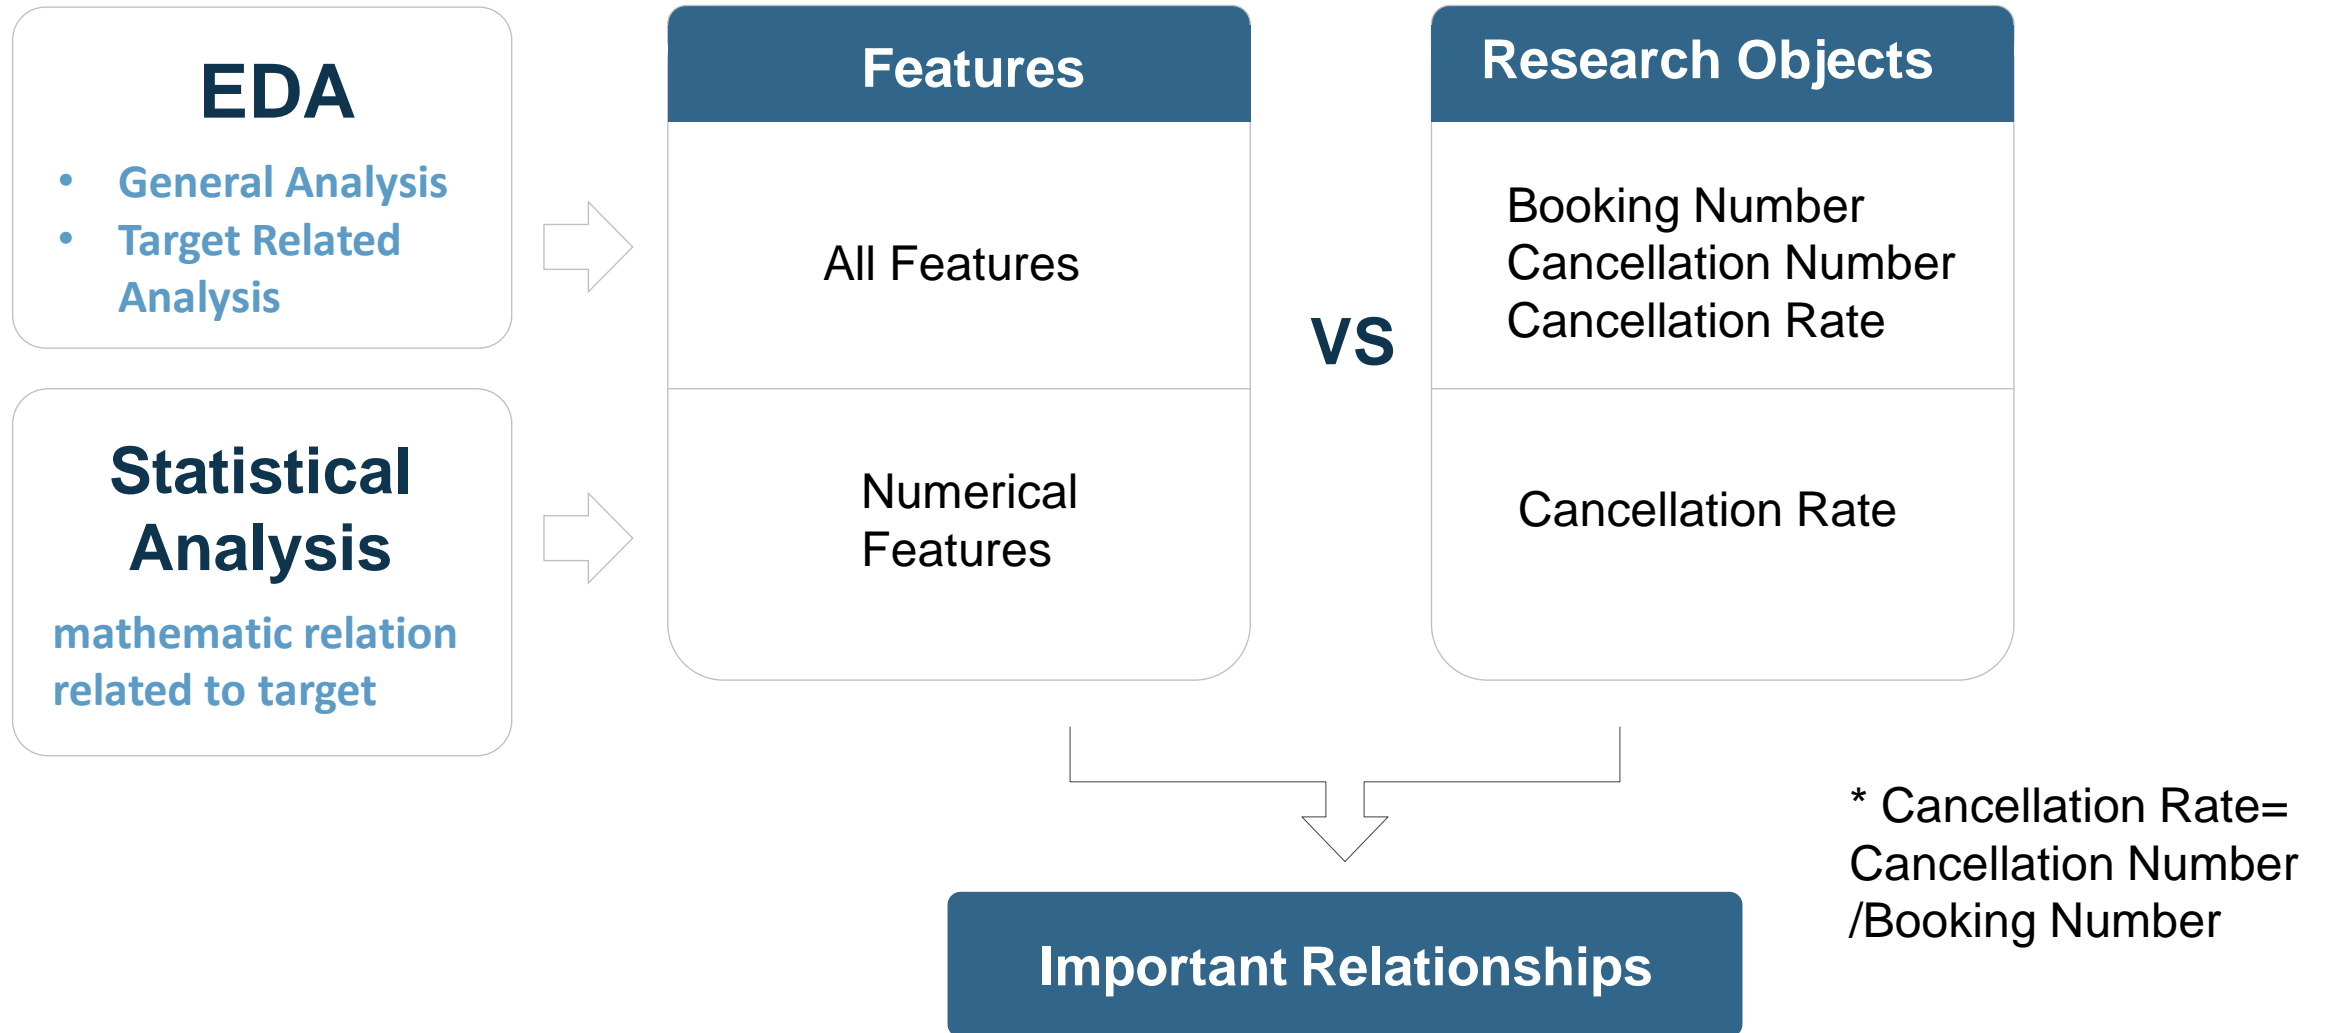 EDA
• General Analysis
• Target Related
Analysis
Statistical
Analysis
mathematic relation
related to target
Features
All Features
Numerical
Features
VS
Research Objects
Booking Number
Cancellation Number
Cancellation Rate
Cancellation Rate
* Cancellation Rate=
Cancellation Number
/Booking Number
Important Relationships